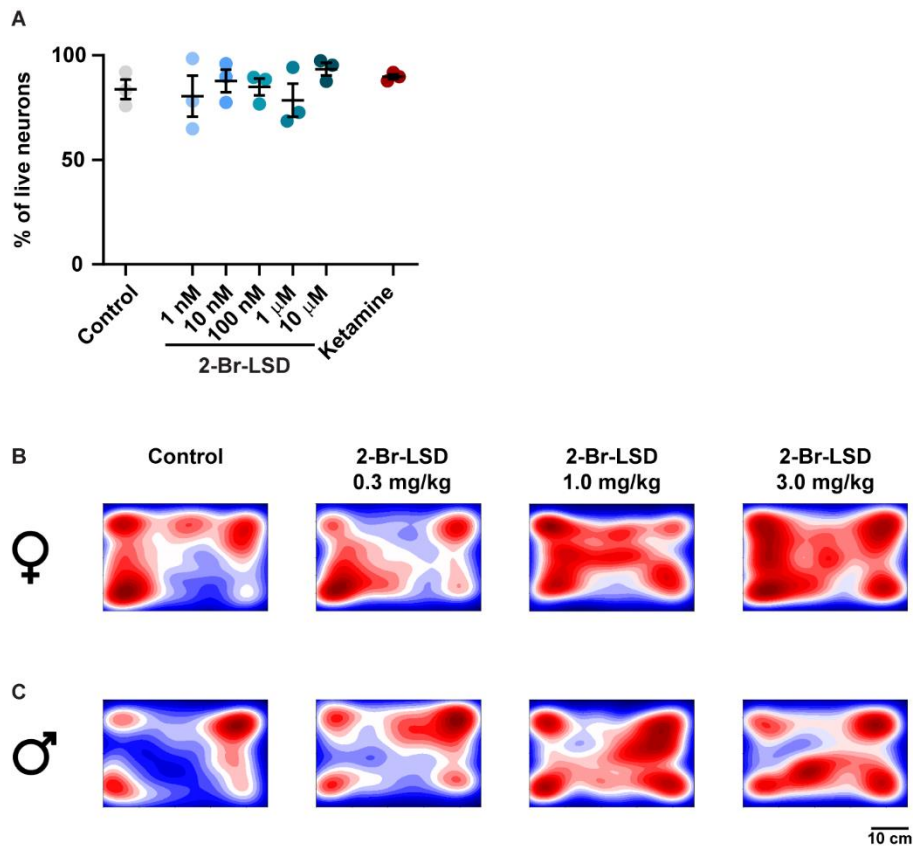 A
% of live neurons
100
50
0
Control
1 nM
10 nM
100 nM
1 μM
10 μM
Ketamine
2-Br-LSD
B
Control
2-Br-LSD
0.3 mg/kg
2-Br-LSD
1.0 mg/kg
2-Br-LSD
3.0 mg/kg
♀
C
♂
10 cm